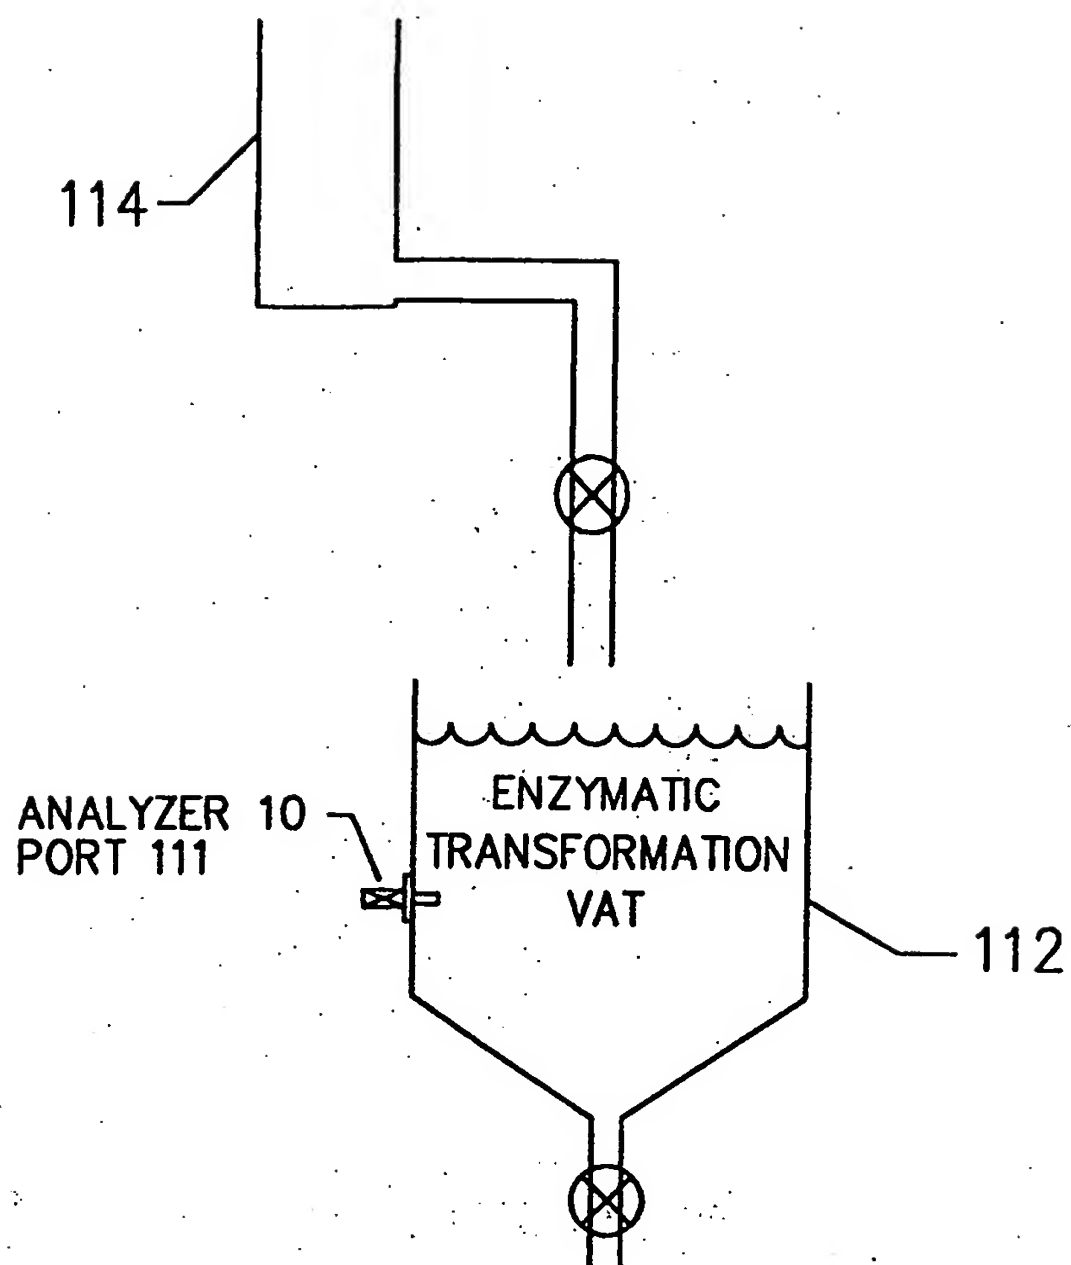 114
ENZYMATIC
TRANSFORMATION
VAT
ANALYZER 10
PORT 111
112